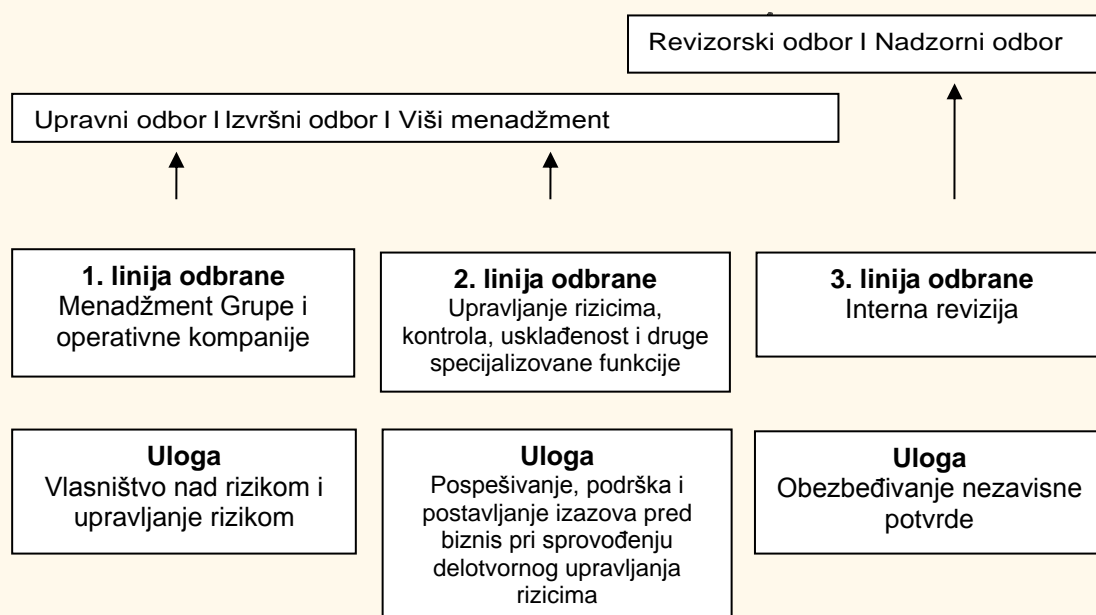 Revizorski odbor I Nadzorni odbor
Upravni odbor I Izvršni odbor I Viši menadžment
1. linija odbrane
Menadžment Grupe i
operativne kompanije
2. linija odbrane
Upravljanje rizicima,
kontrola, usklađenost i druge
specijalizovane funkcije
3. linija odbrane
Interna revizija
Uloga
Vlasništvo nad rizikom i
upravljanje rizikom
Uloga
Pospešivanje, podrška i
postavljanje izazova pred
biznis pri sprovođenju
delotvornog upravljanja
rizicima
Uloga
Obezbeđivanje nezavisne
potvrde